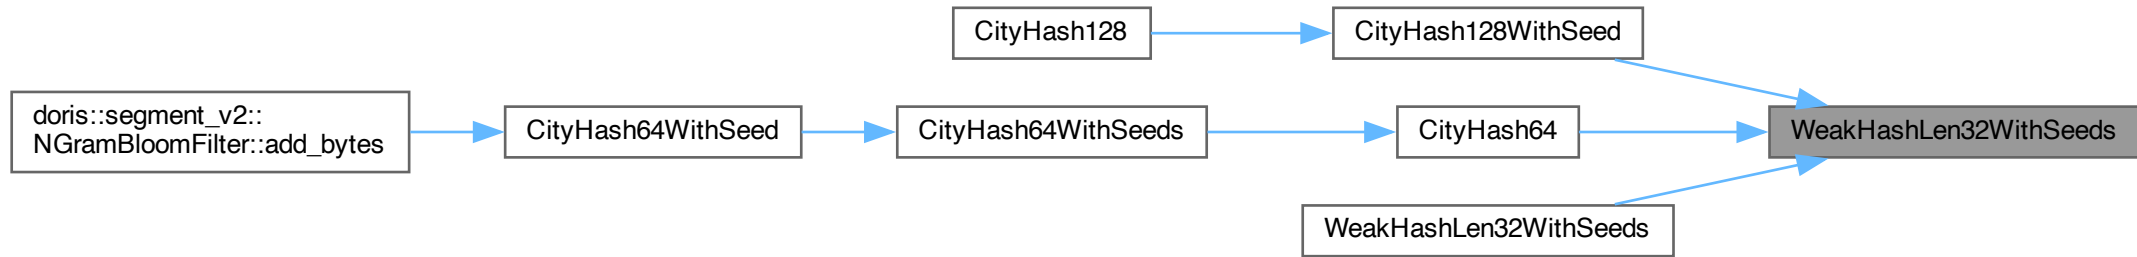 CityHash128
CityHash128WithSeed
doris::segment_v2::
NGramBloomFilter::add_bytes
CityHash64WithSeed
CityHash64WithSeeds
CityHash64
WeakHashLen32WithSeeds
WeakHashLen32WithSeeds